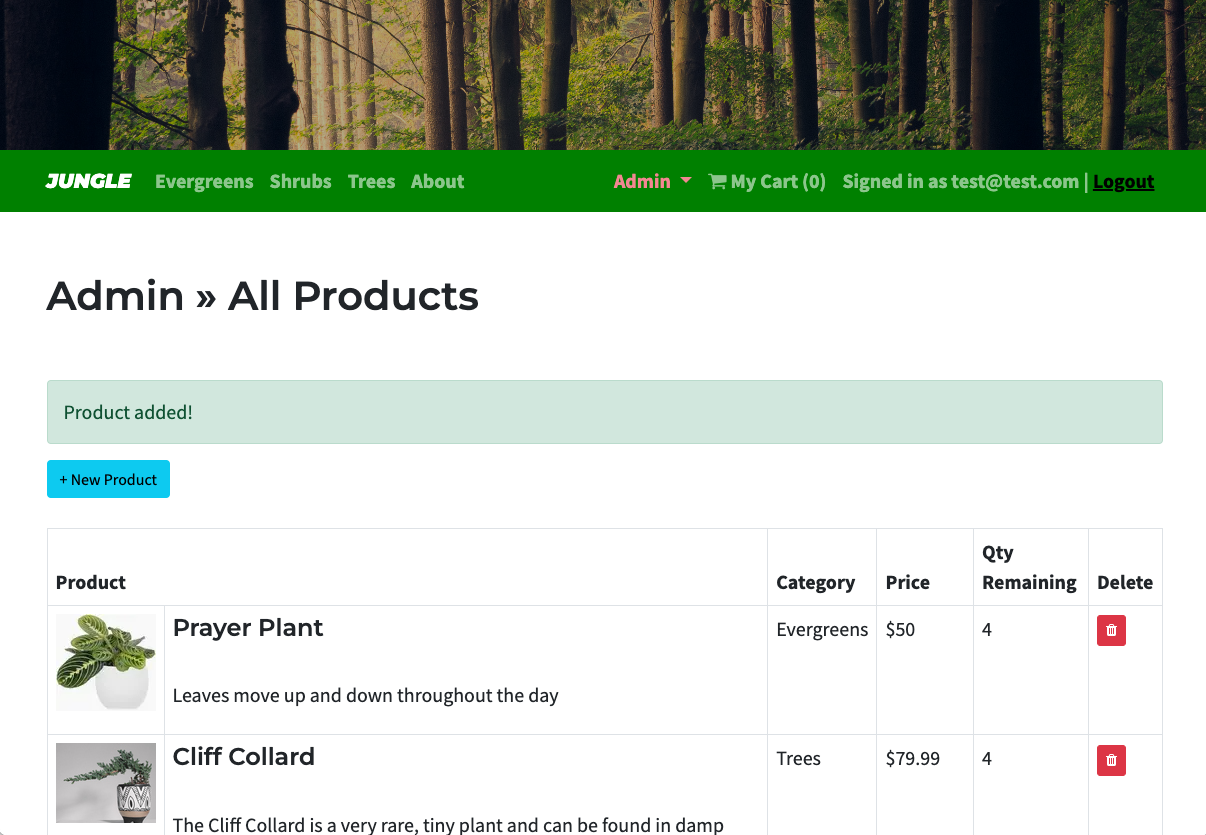 JUNGLE Evergreens Shrubs Trees About Admin My Cart (0) Signed in as test@test.com | Logout
Admin » All Products
Product added!
+ New Product
Product Category Price Qty Remaining Delete
Prayer Plant Evergreens $50 4
Leaves move up and down throughout the day
Cliff Collard Trees $79.99 4
The Cliff Collard is a very rare, tiny plant and can be found in damp